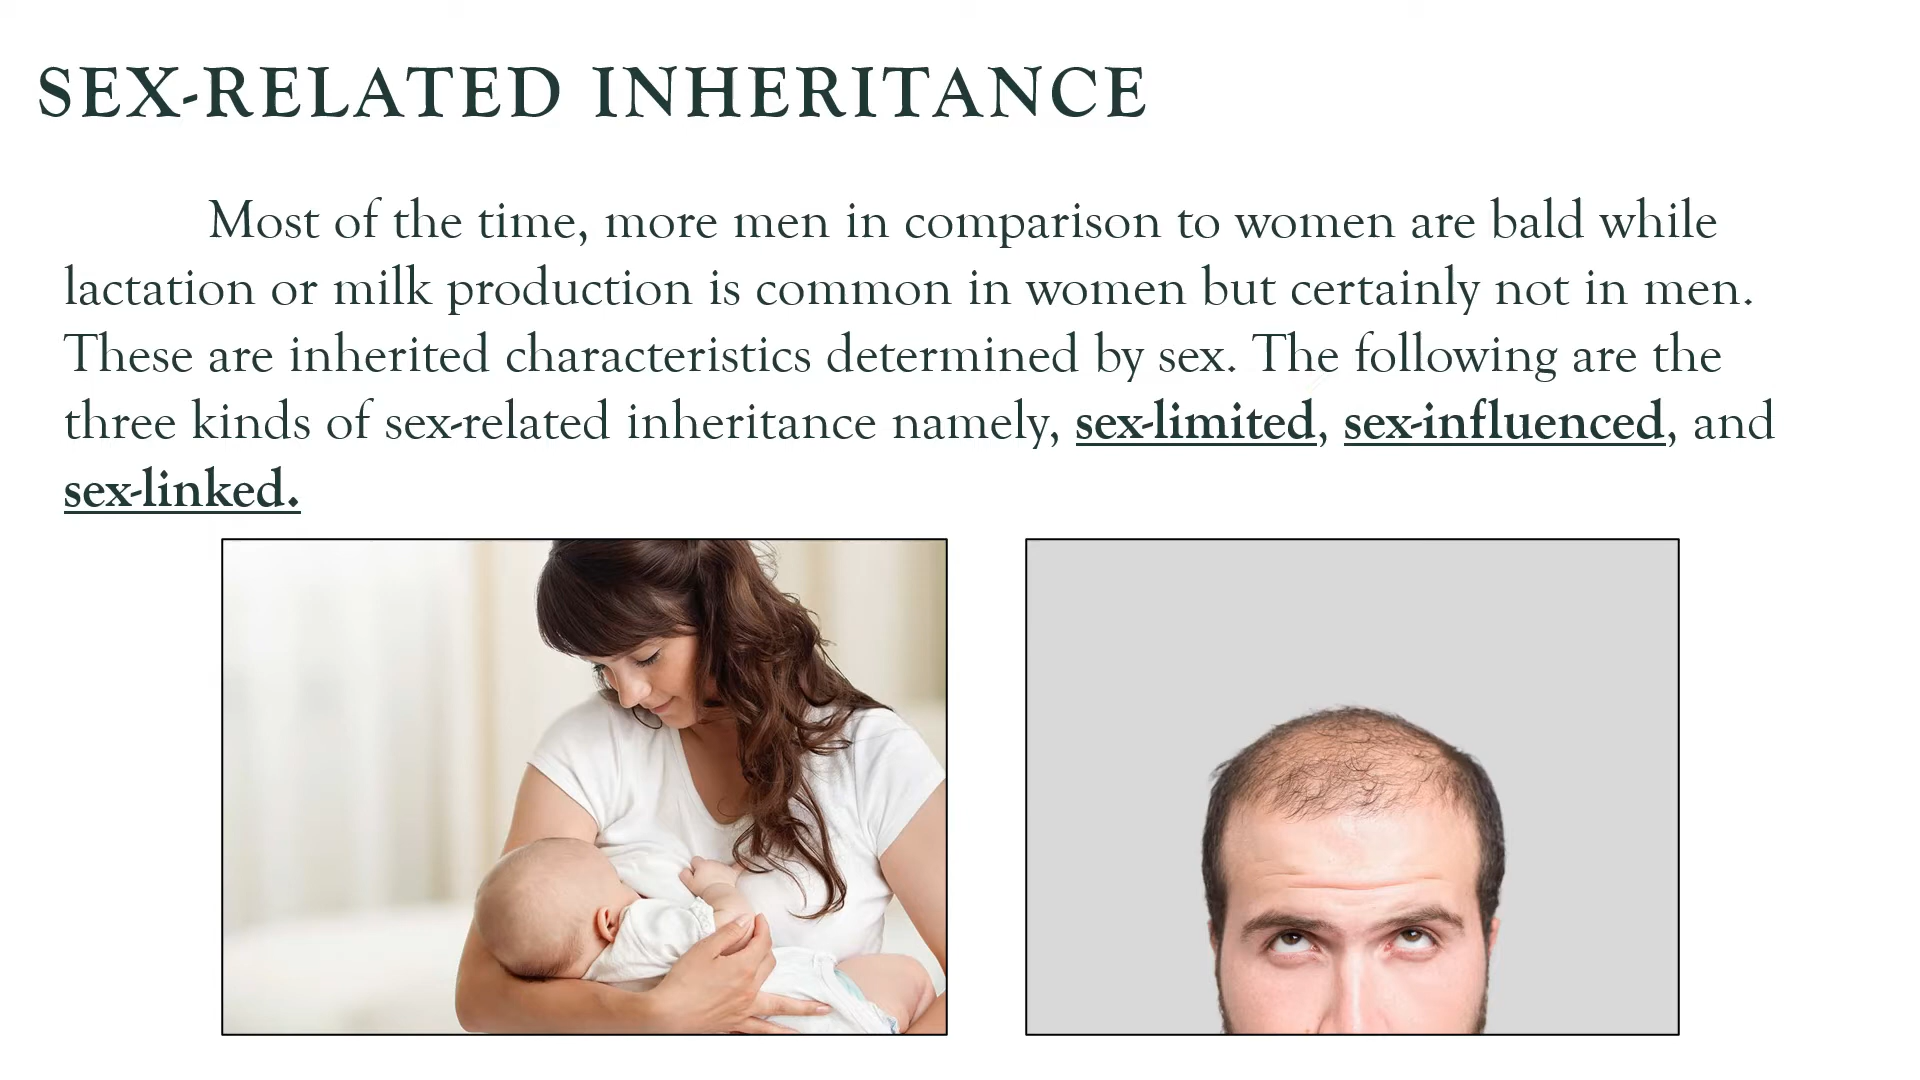 SEX-RELATED INHERITANCE
Most of the time, more men in comparison to women are bald while
lactation or milk production is common in women but certainly not in men.
These are inherited characteristics determined by sex. The following are the
three kinds of sex-related inheritance namely, sex-limited, sex-influenced, and
sex-linked.